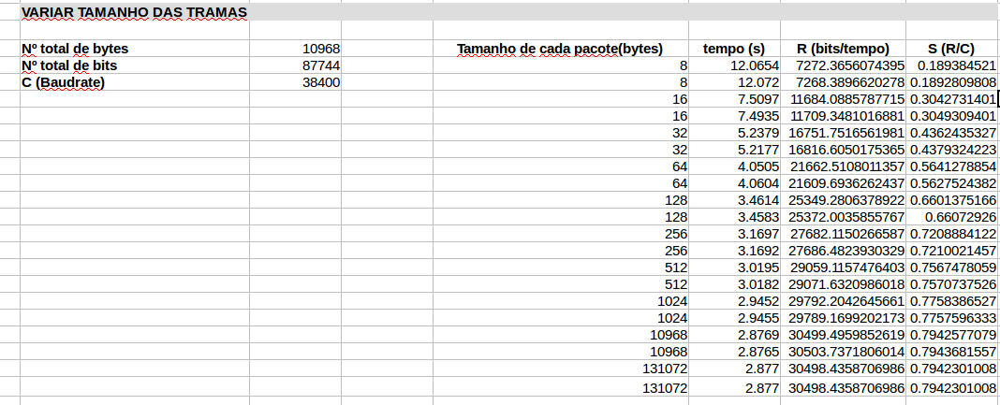 VARIAR TAMANHO DAS TRAMAS
Nº total de bytes 10968 Tamanho de cada pacote(bytes) tempo (s) R (bits/tempo) S (R/C)
Nº total de bits 87744 8 12.0654 7272.3656074395 0.189384521
C (Baudrate) 38400 8 12.072 7268.3896620278 0.1892809808
16 7.5097 11684.0885787715 0.3042731401
16 7.4935 11709.3481016881 0.3049309401
32 5.2379 16751.7516561981 0.4362435327
32 5.2177 16816.6050175365 0.4379324223
64 4.0505 21662.5108011357 0.5641278854
64 4.0604 21609.6936262437 0.5627524382
128 3.4614 25349.2806378922 0.6601375166
128 3.4583 25372.0035855767 0.66072926
256 3.1697 27682.1150266587 0.7208884122
256 3.1692 27686.4823930329 0.7210021457
512 3.0195 29059.1157476403 0.7567478059
512 3.0182 29071.6320986018 0.7570737526
1024 2.9452 29792.2042645661 0.7758386527
1024 2.9455 29789.1699202173 0.7757596333
10968 2.8769 30499.4959852619 0.7942577079
10968 2.8765 30503.7371806014 0.7943681557
131072 2.877 30498.4358706986 0.7942301008
131072 2.877 30498.4358706986 0.7942301008